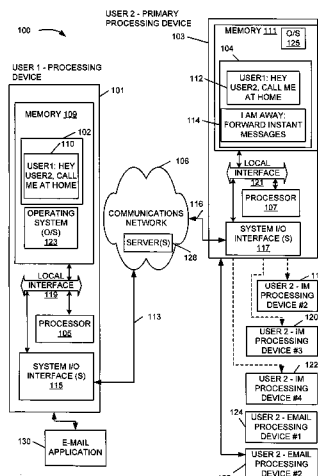 100
USER 1 - PROCESSING
DEVICE
101
MEMORY 109
102
110
USER1: HEY
USER2, CALL
ME AT HOME
OPERATING
SYSTEM
(O/S)
123
LOCAL
INTERFACE
119
PROCESSOR
105
SYSTEM I/O
INTERFACE (S)
115
130
E-MAIL
APPLICATION
106
COMMUNICATIONS
NETWORK
SERVER(S)
128
113
116
USER 2 - PRIMARY
PROCESSING DEVICE
103
MEMORY 111
O/S
125
104
112
USER1: HEY
USER2, CALL
ME AT HOME
114
I AM AWAY;
FORWARD INSTANT
MESSAGES
LOCAL
INTERFACE
121
PROCESSOR
107
SYSTEM I/O
INTERFACE (S)
117
USER 2 - IM
PROCESSING
DEVICE #2
120
USER 2 - IM
PROCESSING
DEVICE #3
122
USER 2 - IM
PROCESSING
DEVICE #4
124
USER 2 - EMAIL
PROCESSING
DEVICE #1
USER 2 - EMAIL
PROCESSING
DEVICE #2